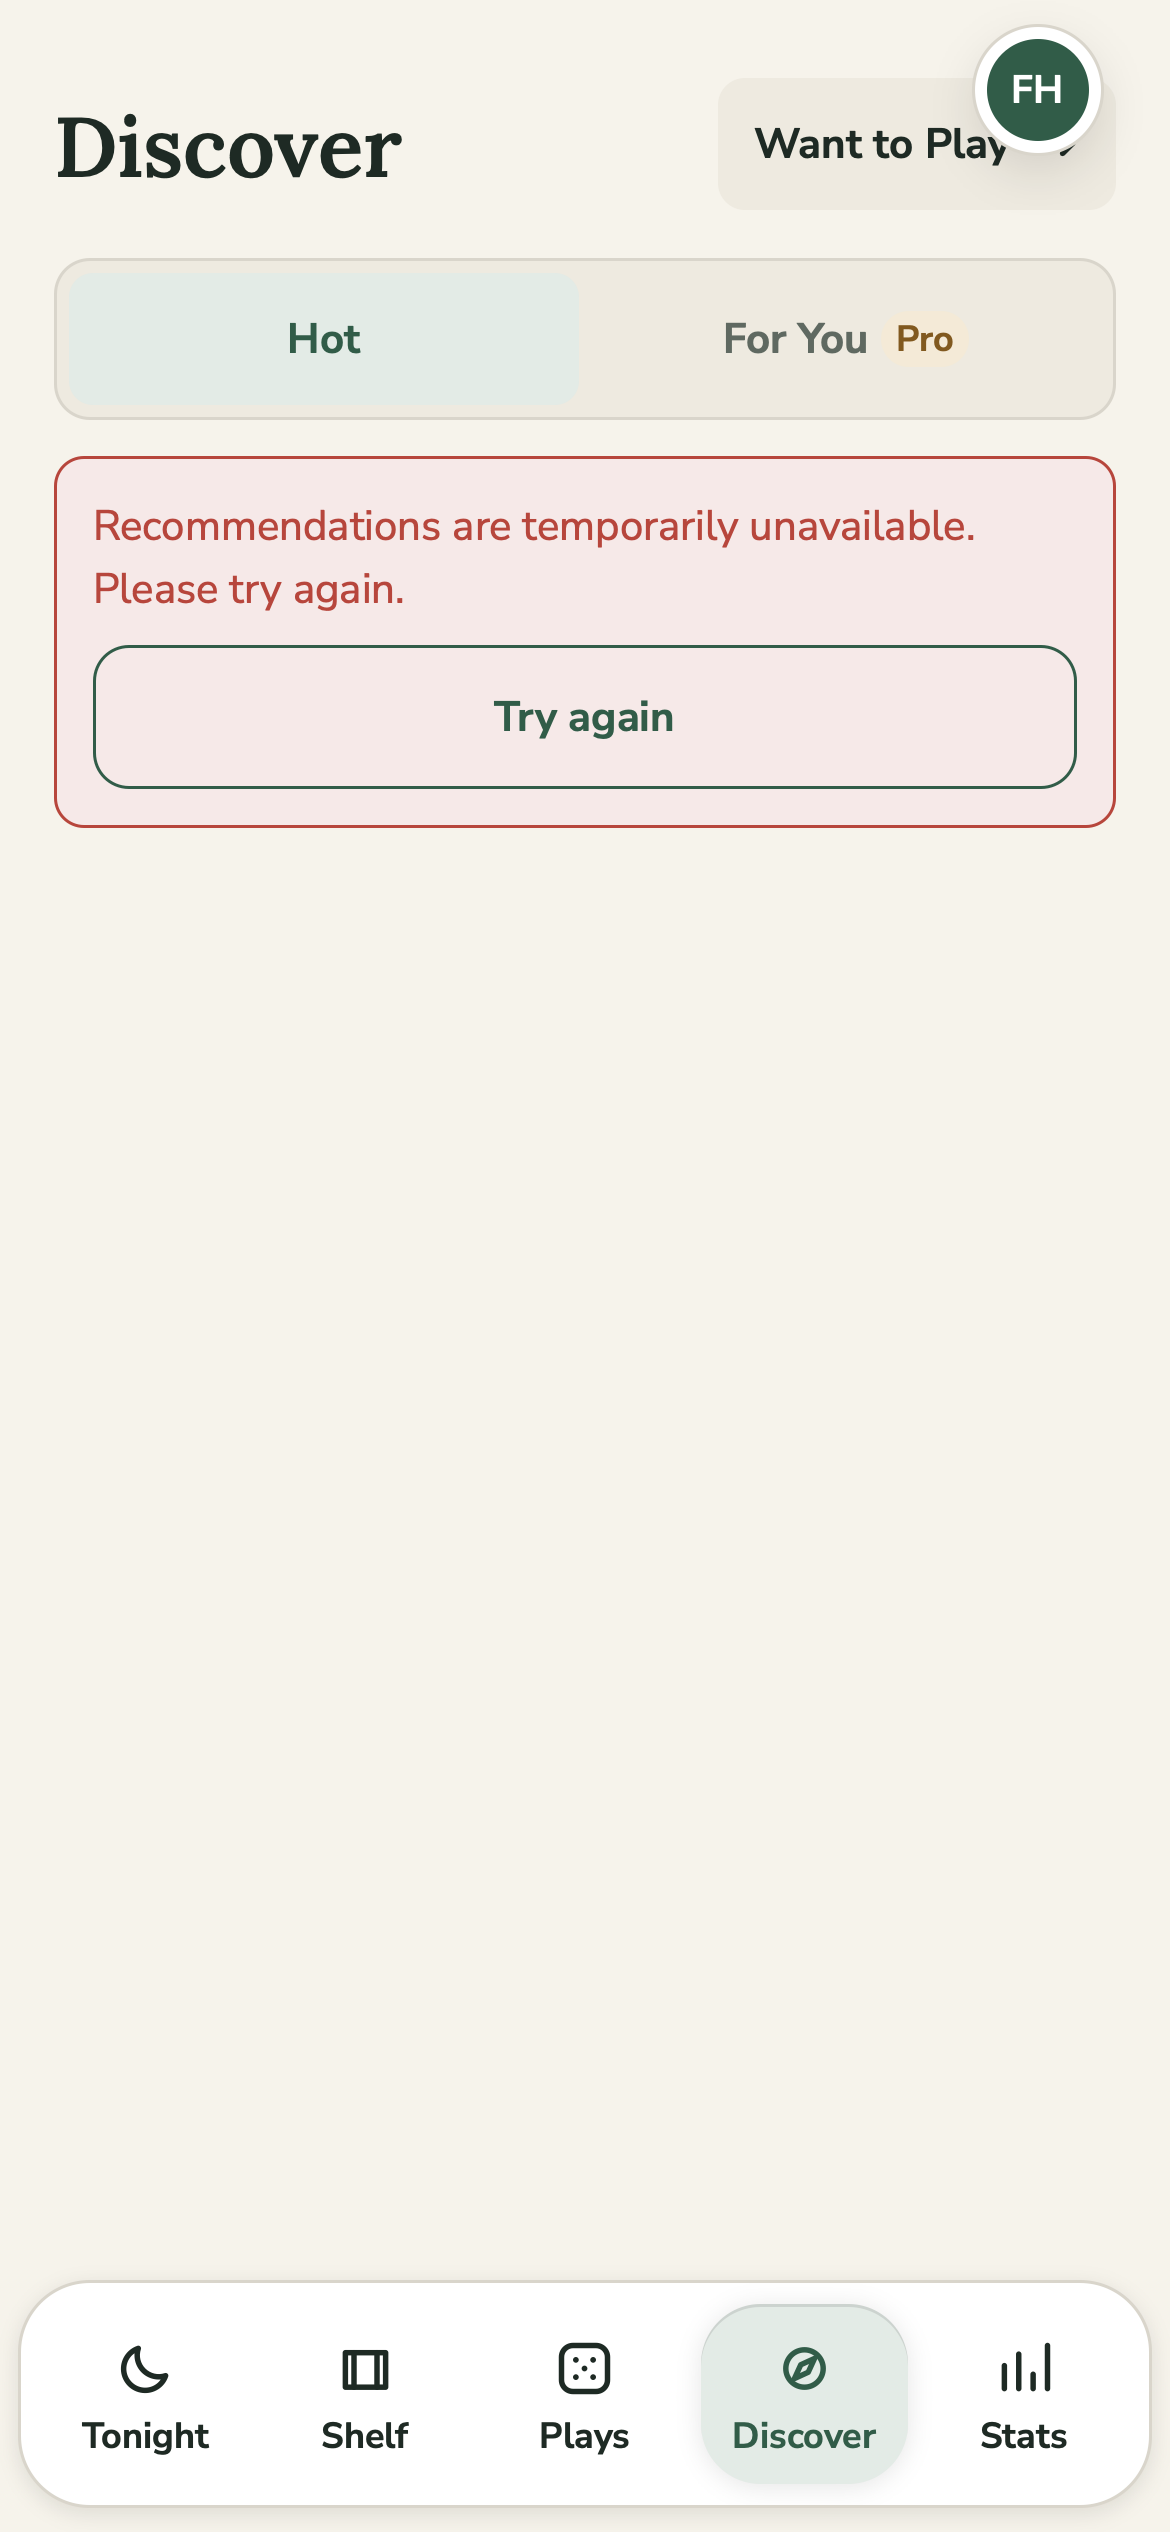 FH
Discover
Want to Play
Hot
For You Pro
Recommendations are temporarily unavailable.
Please try again.
Try again
Tonight
Shelf
Plays
Discover
Stats